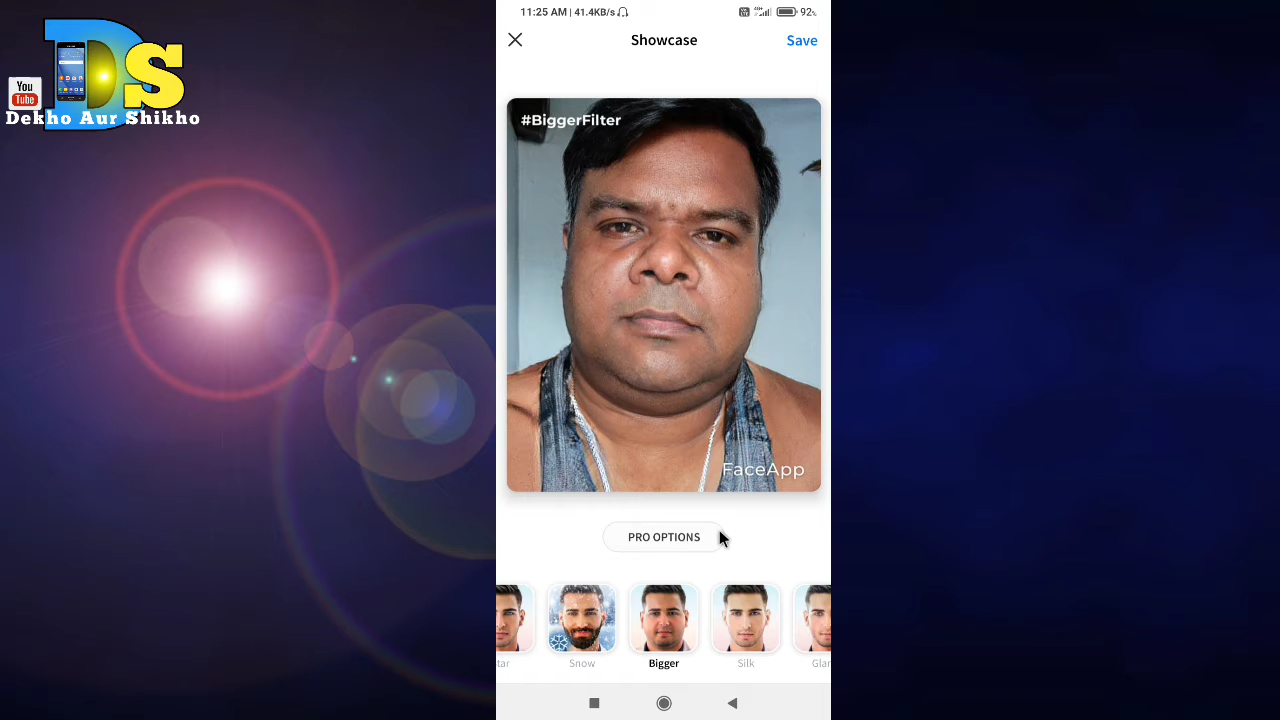 11:25 AM | 41.4KB/s
92%
Showcase
Save
You
Tube
Ds
Dekho Aur Shikho
#BiggerFilter
FaceApp
PRO OPTIONS
Snow
Bigger
Silk